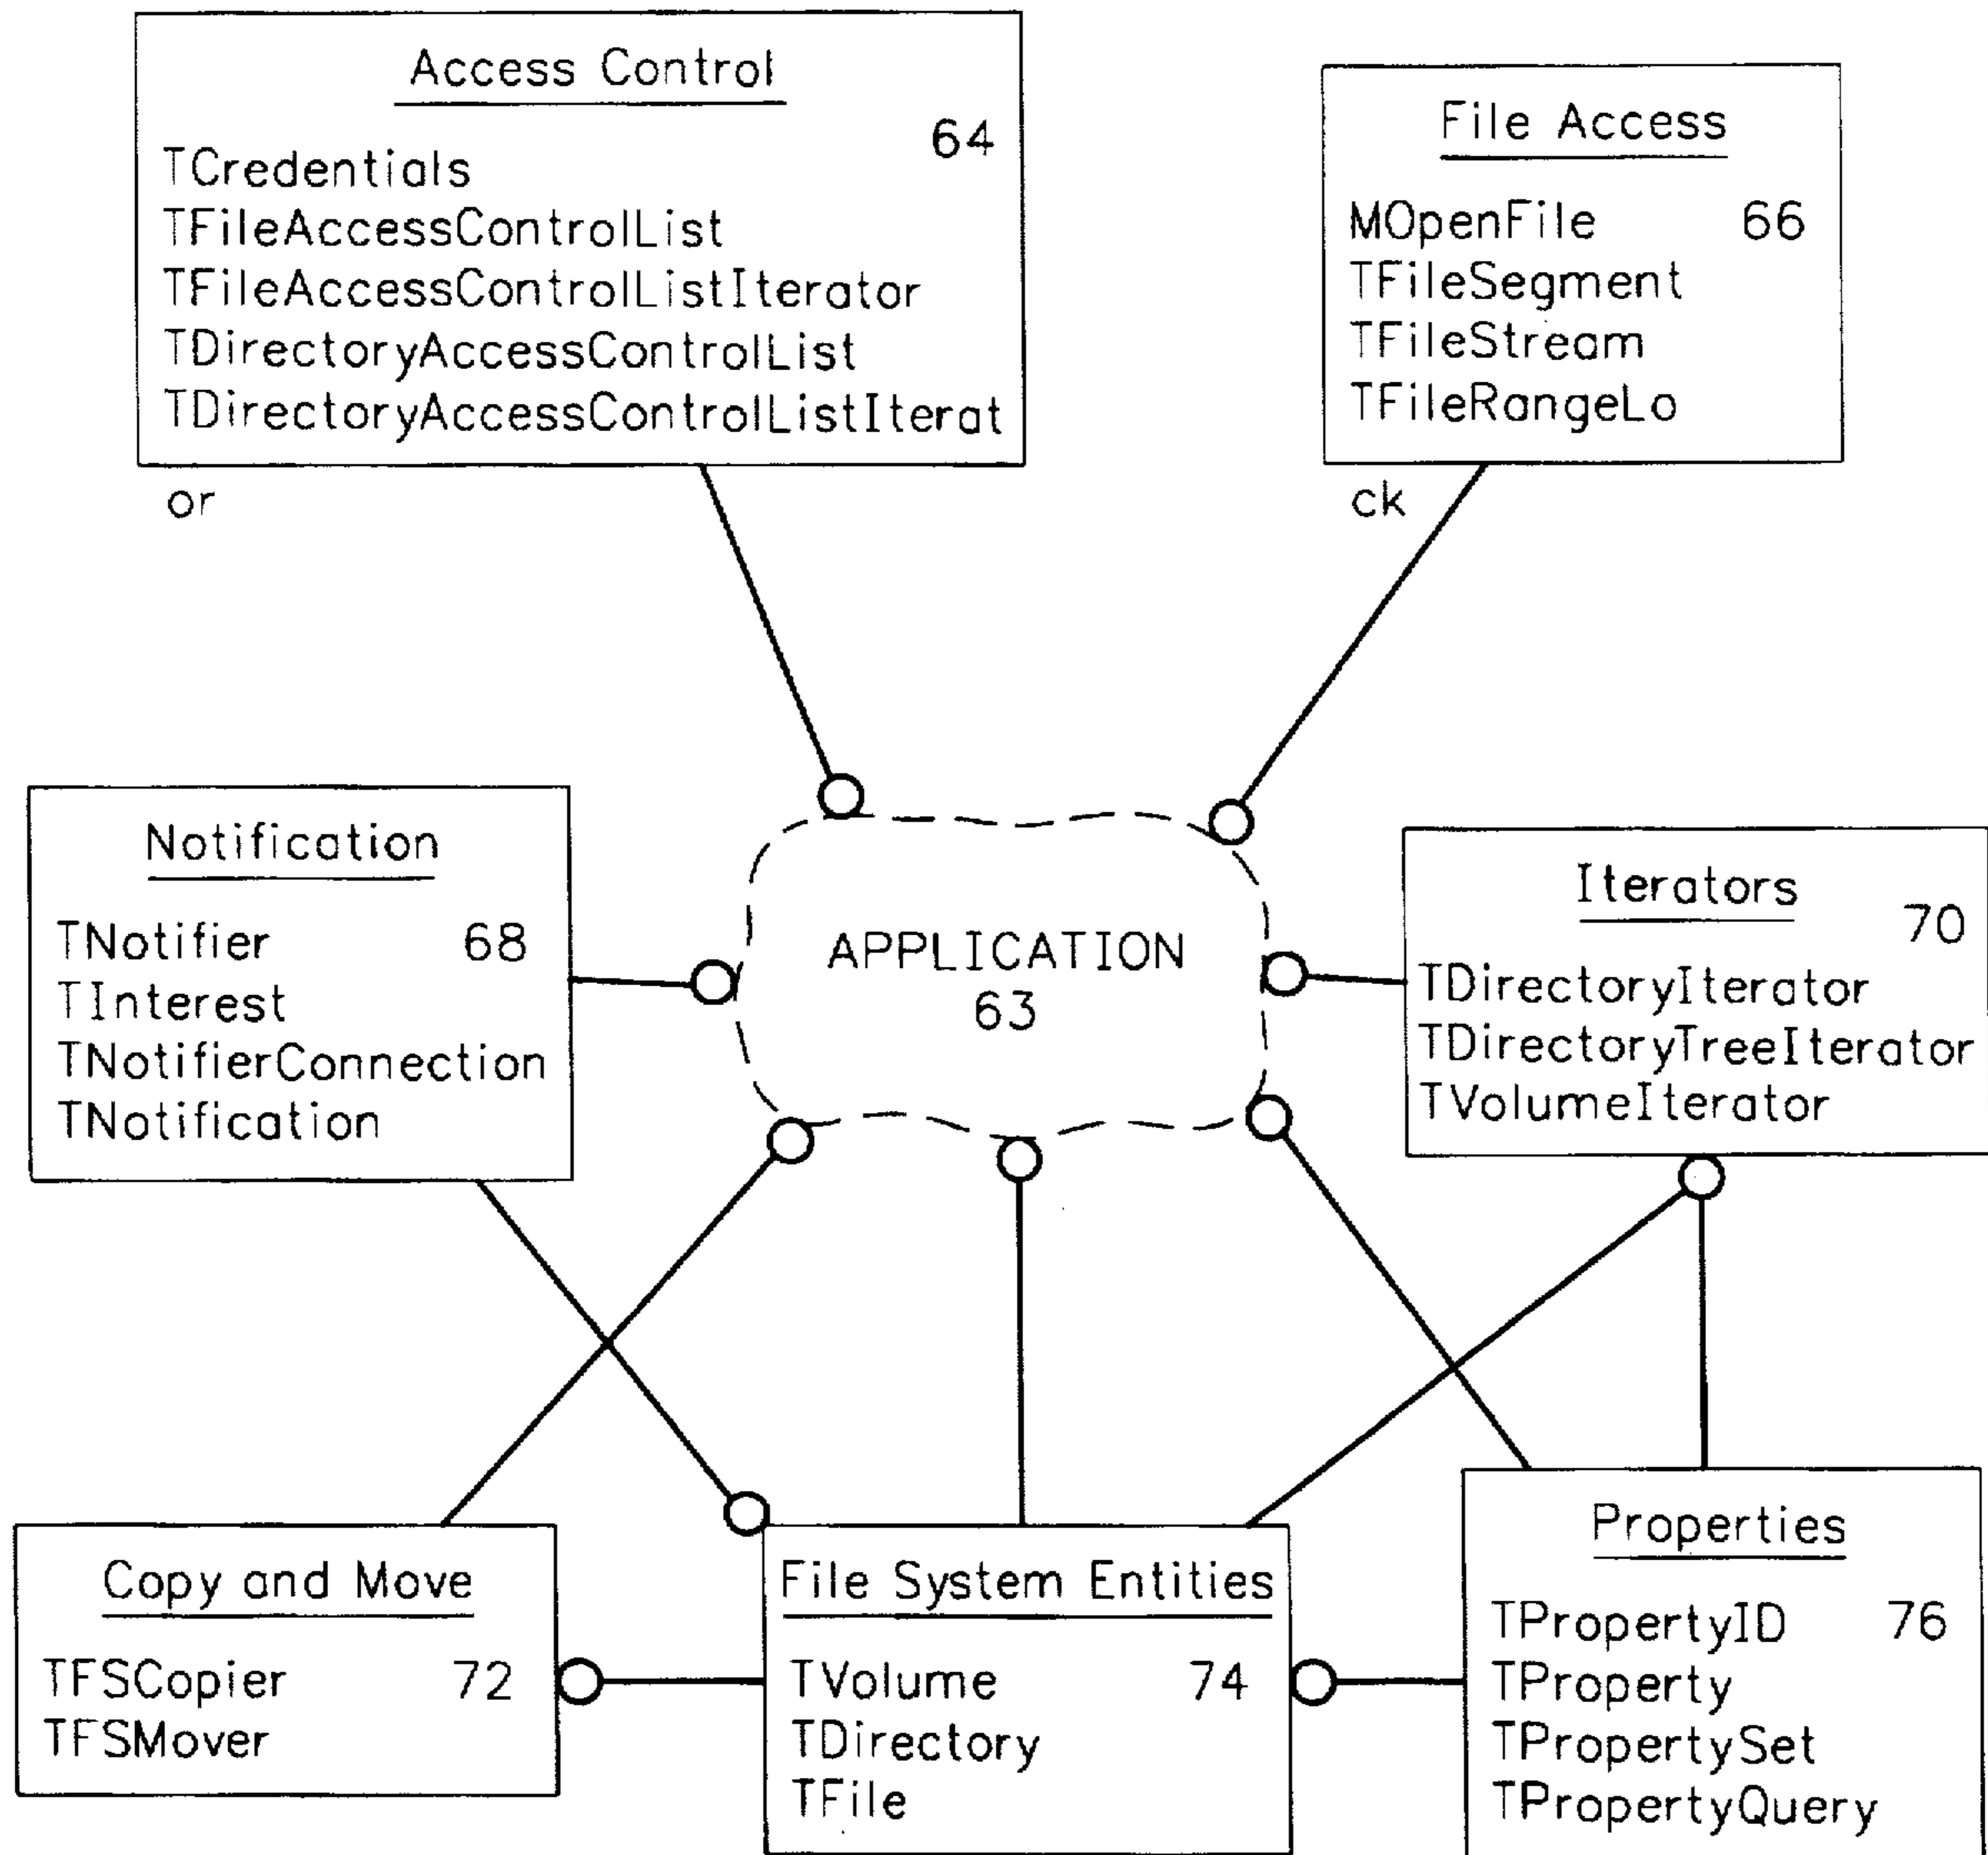 Access Control
64
TCredentials
TFileAccessControlList
TFileAccessControlListIterator
TDirectoryAccessControlList
TDirectoryAccessControlListIterat
or
File Access
MOpenFile 66
TFileSegment
TFileStream
TFileRangeLo
ck
Notification
TNotifier 68
TInterest
TNotifierConnection
TNotification
APPLICATION
63
Iterators
70
TDirectoryIterator
TDirectoryTreeIterator
TVolumeIterator
Copy and Move
TFSCopier 72
TFSMover
File System Entities
TVolume 74
TDirectory
TFile
Properties
TPropertyID 76
TProperty
TPropertySet
TPropertyQuery